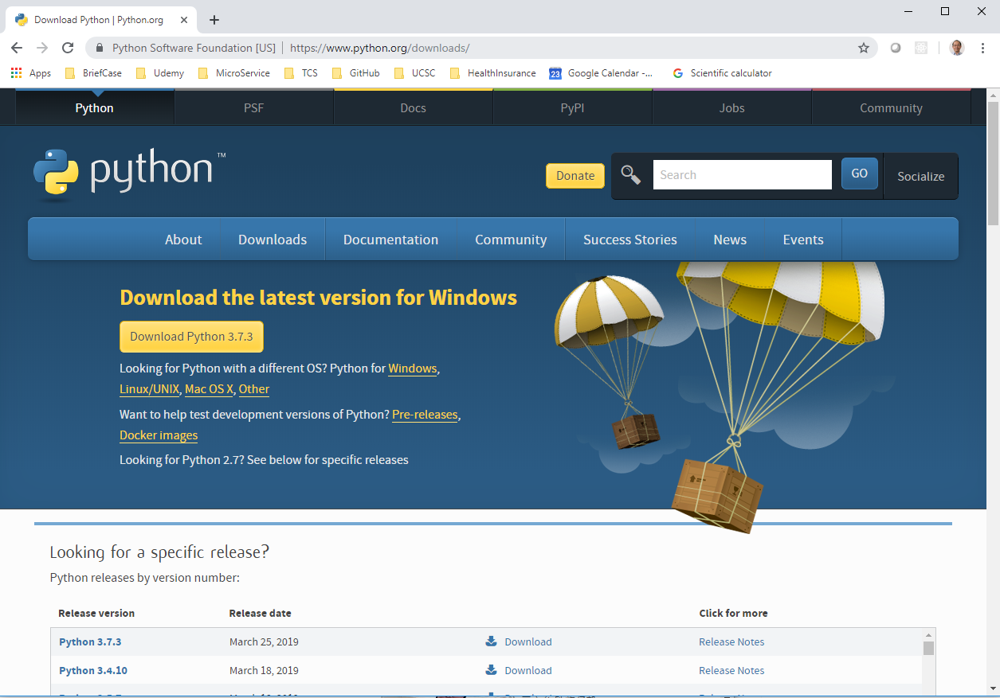 Download Python | Python.org
Python Software Foundation [US] | https://www.python.org/downloads/
Apps BriefCase Udemy MicroService TCS GitHub UCSC HealthInsurance 23 Google Calendar -... G Scientific calculator
Python PSF Docs PyPI Jobs Community
python™
Donate Search GO Socialize
About Downloads Documentation Community Success Stories News Events
Download the latest version for Windows
Download Python 3.7.3
Looking for Python with a different OS? Python for Windows,
Linux/UNIX, Mac OS X, Other
Want to help test development versions of Python? Pre-releases,
Docker images
Looking for Python 2.7? See below for specific releases
Looking for a specific release?
Python releases by version number:
Release version Release date Click for more
Python 3.7.3 March 25, 2019 Download Release Notes
Python 3.4.10 March 18, 2019 Download Release Notes